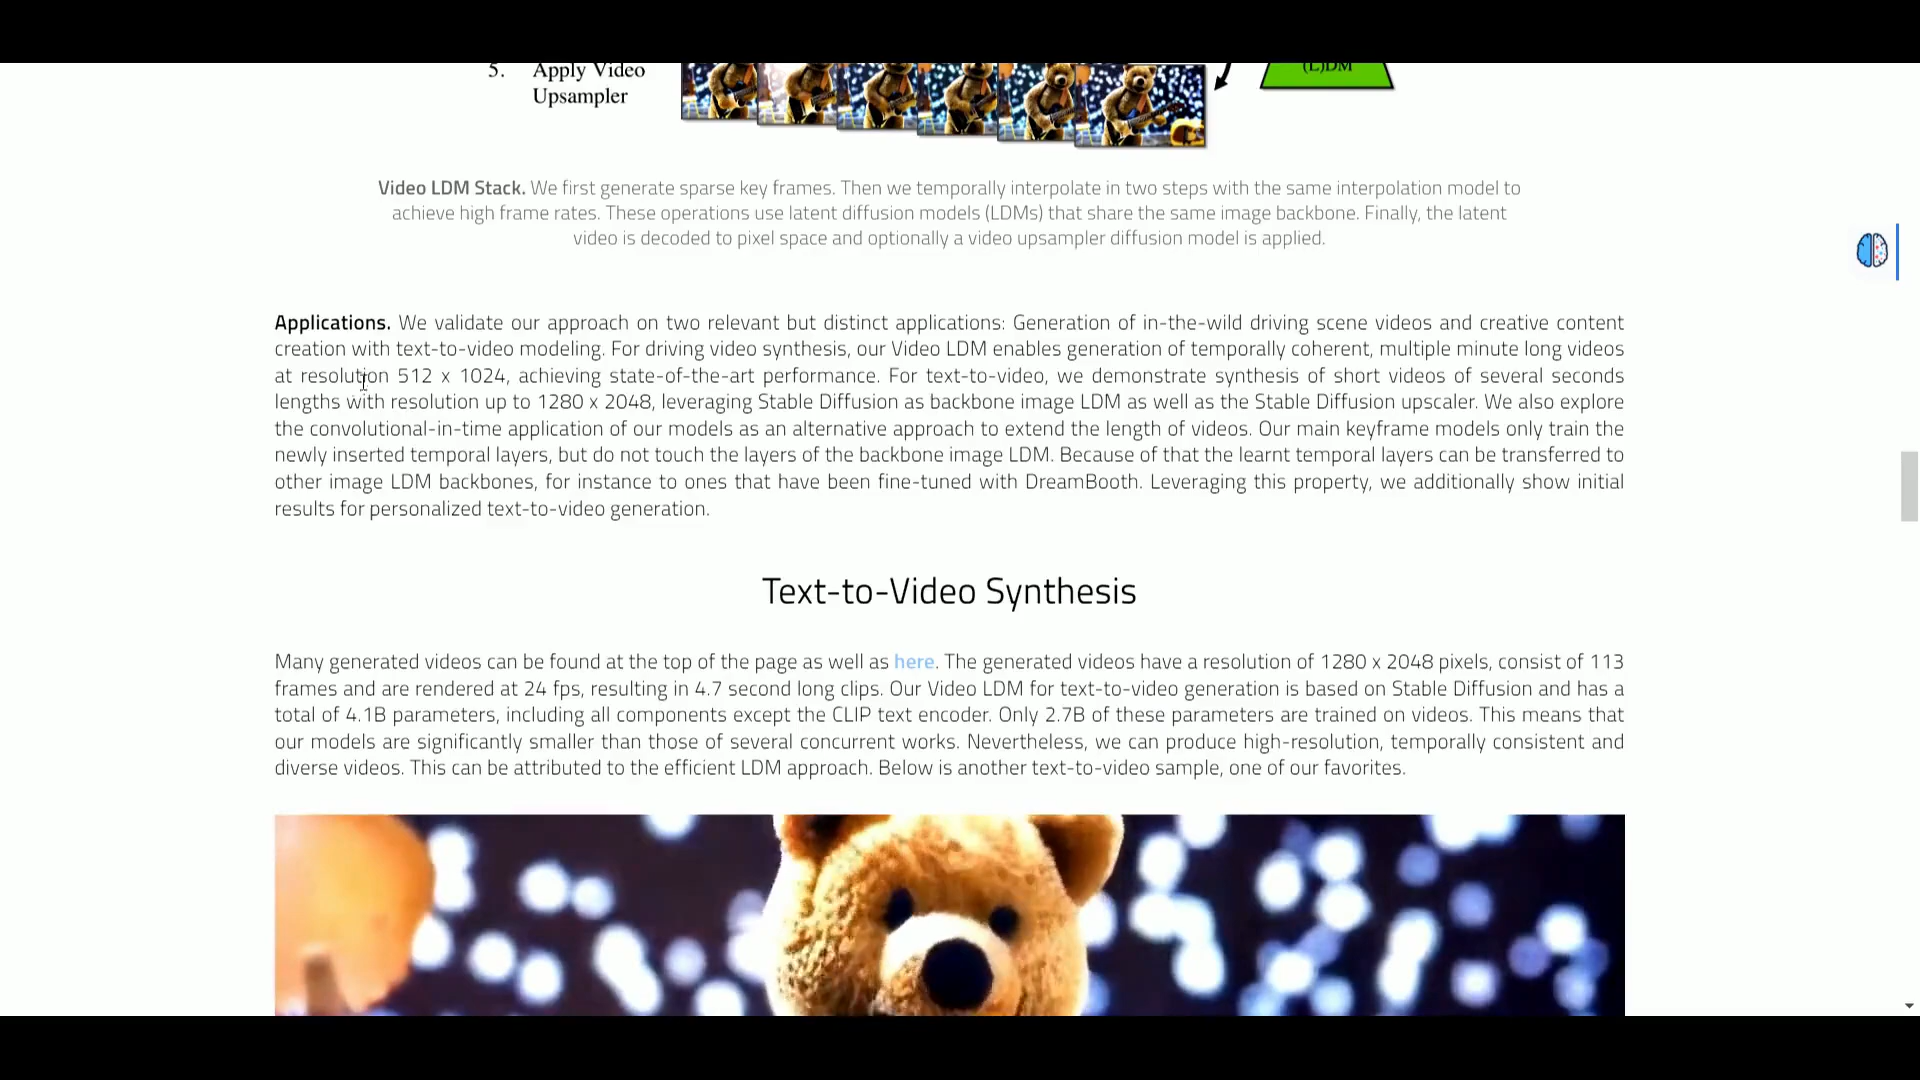 5. Apply Video
Upsampler
(L)DM
Video LDM Stack. We first generate sparse key frames. Then we temporally interpolate in two steps with the same interpolation model to
achieve high frame rates. These operations use latent diffusion models (LDMs) that share the same image backbone. Finally, the latent
video is decoded to pixel space and optionally a video upsampler diffusion model is applied.
Applications. We validate our approach on two relevant but distinct applications: Generation of in-the-wild driving scene videos and creative content
creation with text-to-video modeling. For driving video synthesis, our Video LDM enables generation of temporally coherent, multiple minute long videos
at resolution 512 x 1024, achieving state-of-the-art performance. For text-to-video, we demonstrate synthesis of short videos of several seconds
lengths with resolution up to 1280 x 2048, leveraging Stable Diffusion as backbone image LDM as well as the Stable Diffusion upscaler. We also explore
the convolutional-in-time application of our models as an alternative approach to extend the length of videos. Our main keyframe models only train the
newly inserted temporal layers, but do not touch the layers of the backbone image LDM. Because of that the learnt temporal layers can be transferred to
other image LDM backbones, for instance to ones that have been fine-tuned with DreamBooth. Leveraging this property, we additionally show initial
results for personalized text-to-video generation.
Text-to-Video Synthesis
Many generated videos can be found at the top of the page as well as here. The generated videos have a resolution of 1280 x 2048 pixels, consist of 113
frames and are rendered at 24 fps, resulting in 4.7 second long clips. Our Video LDM for text-to-video generation is based on Stable Diffusion and has a
total of 4.1B parameters, including all components except the CLIP text encoder. Only 2.7B of these parameters are trained on videos. This means that
our models are significantly smaller than those of several concurrent works. Nevertheless, we can produce high-resolution, temporally consistent and
diverse videos. This can be attributed to the efficient LDM approach. Below is another text-to-video sample, one of our favorites.